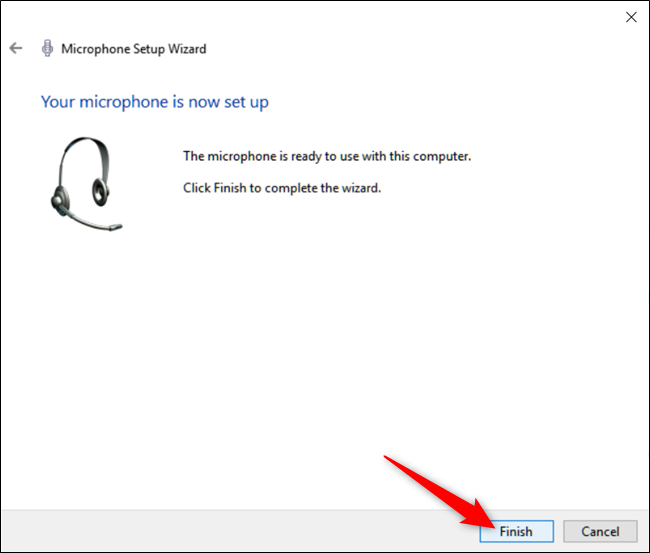 Microphone Setup Wizard
Your microphone is now set up
The microphone is ready to use with this computer.
Click Finish to complete the wizard.
Finish Cancel